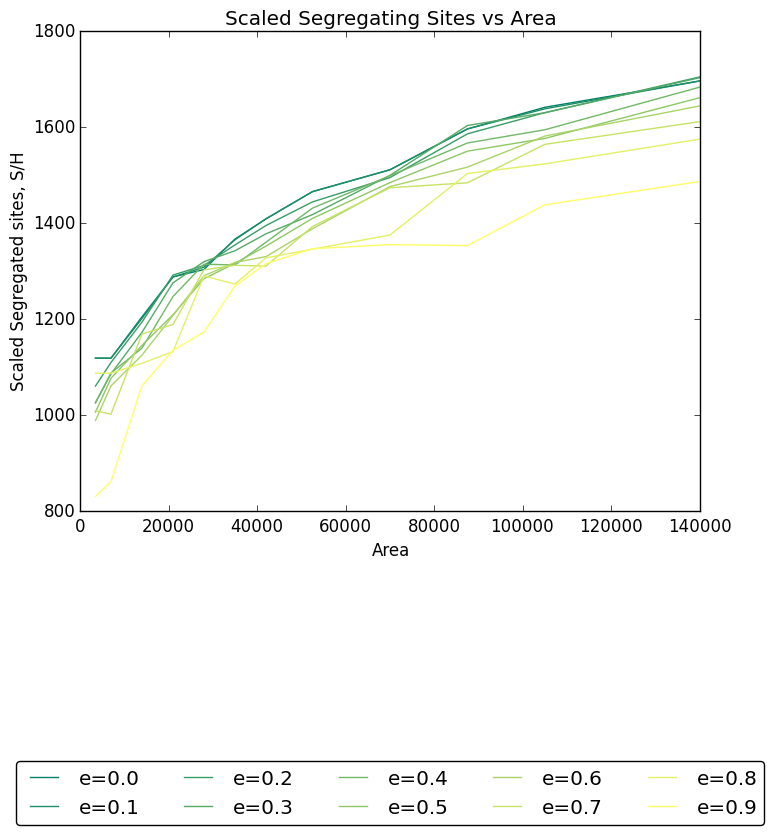 Scaled Segregating Sites vs Area
Scaled Segregated sites, S/H
1800
1600
1400
1200
1000
800
0 20000 40000 60000 80000 100000 120000 140000
Area
e=0.0 e=0.2 e=0.4 e=0.6 e=0.8
e=0.1 e=0.3 e=0.5 e=0.7 e=0.9